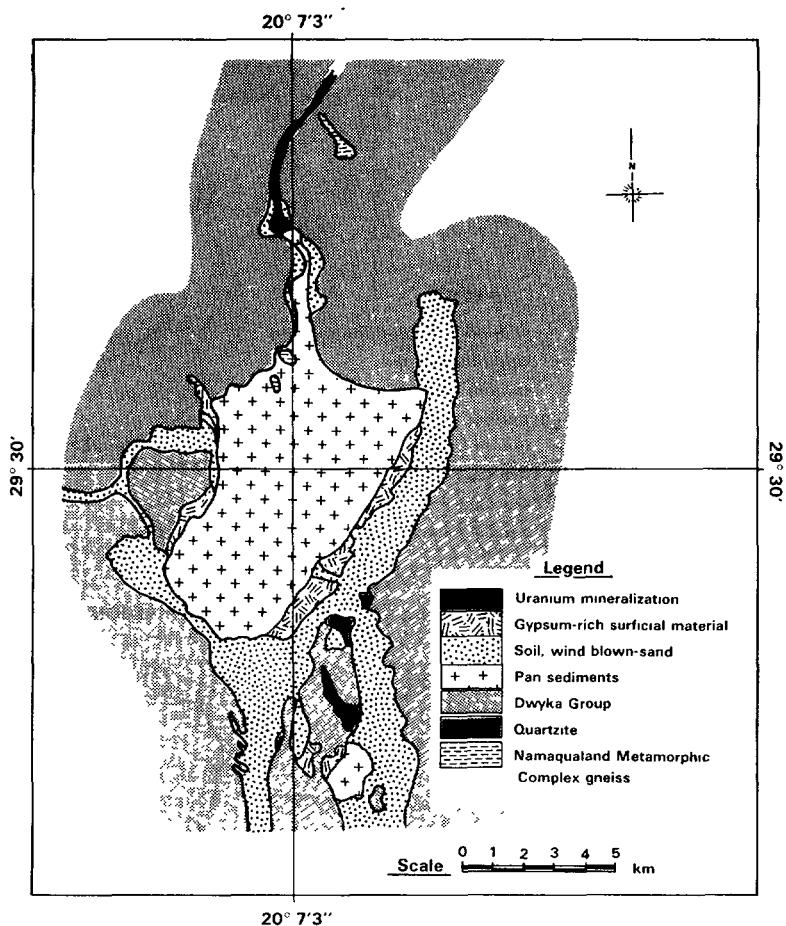 20° 7'3''
N
29° 30'
29° 30'
Legend
Uranium mineralization
Gypsum-rich surficial material
Soil, wind blown-sand
Pan sediments
Dwyka Group
Quartzite
Namaqualand Metamorphic
Complex gneiss
Scale 0 1 2 3 4 5 km
20° 7'3''